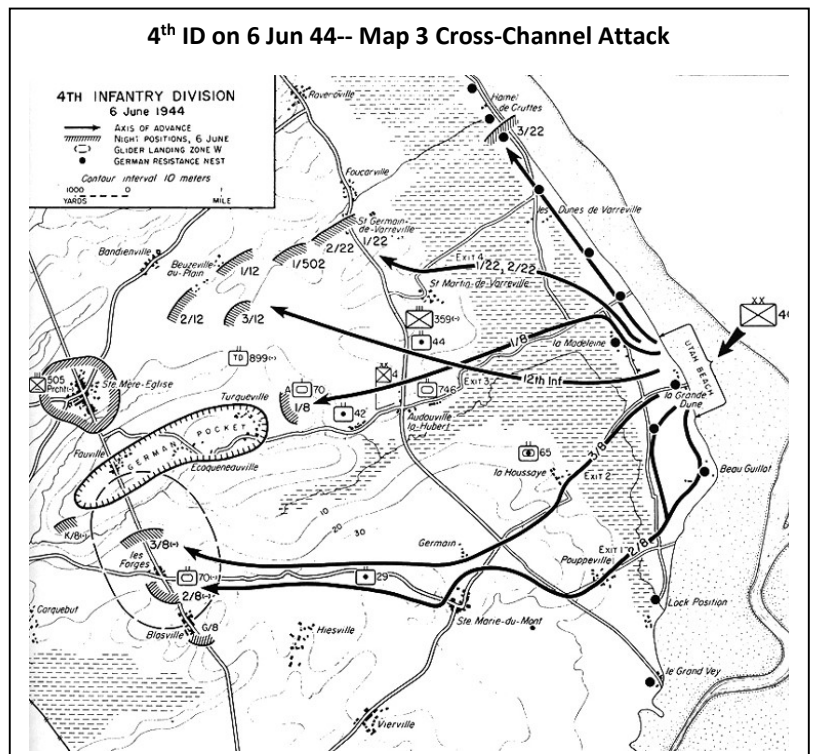 4th ID on 6 Jun 44-- Map 3 Cross-Channel Attack
4TH INFANTRY DIVISION
6 June 1944
AXIS OF ADVANCE
NIGHT POSITIONS, 6 JUNE
GLIDER LANDING ZONE W
GERMAN RESISTANCE NEST
Contour interval 10 meters
1000 0 1
YARDS MILE
Ravenoville
Hamel
de Cruttes
3/22
Foucarville
les Dunes de Varreville
St Germain-
de-Varreville
2/22
1/22
Bandienville
Beuzeville
au-Plain
1/12
1/502
Exit 4
1/22, 2/22
St Martin-de-Varreville
2/12
3/12
XX
4
359(-)
44
la Madeleine
UTAH BEACH
1/8
TD 899(-)
505
Prcht(-)
Ste Mère-Eglise
A 70
XX
4
746
Exit 3
12th Inf
la Grande
Dune
Turqueville
1/8
42
Audouville
la-Hubert
GERMAN POCKET
Fauville
Ecoqueneauville
65
3/8
la Houssaye
Exit 2
Beau Guillot
10
20
30
K/8(-)
3/8(-)
les
Forges
Germain
2/8
Exit 1
Pouppeville
70(-)
29
2/8(-)
Lock Position
Carquebut
G/8
Blosville
Hiesville
Ste Marie-du-Mont
le Grand Vey
Vierville